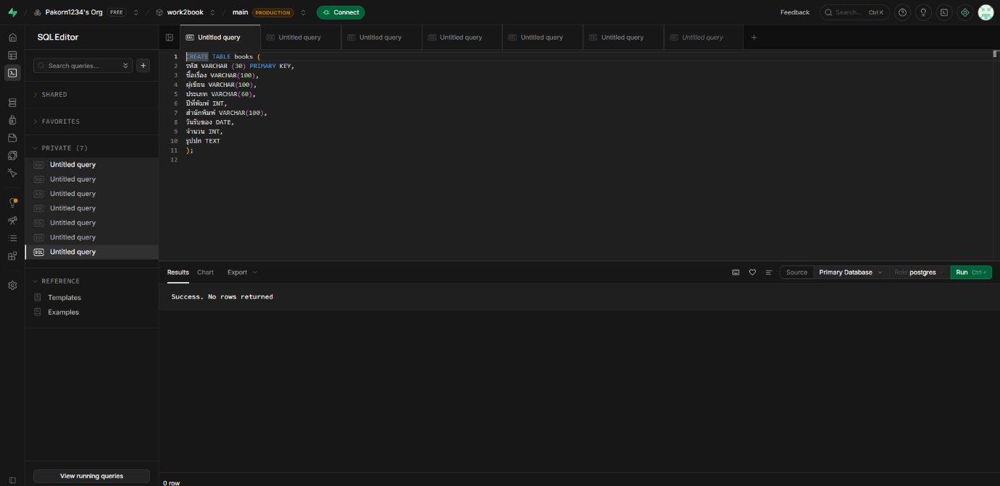 Pakorn1234's Org FREE / work2book / main PRODUCTION Connect Feedback Search... Ctrl K
SQL Editor
Untitled query Untitled query Untitled query Untitled query Untitled query Untitled query Untitled query
Search queries...
SHARED
FAVORITES
PRIVATE (7)
Untitled query
Untitled query
Untitled query
Untitled query
Untitled query
Untitled query
Untitled query
REFERENCE
Templates
Examples
View running queries
1 CREATE TABLE books (
2 รหัส VARCHAR (30) PRIMARY KEY,
3 ชื่อเรื่อง VARCHAR(100),
4 ผู้เขียน VARCHAR(100),
5 ประเภท VARCHAR(60),
6 ปีที่พิมพ์ INT,
7 สำนักพิมพ์ VARCHAR(100),
8 วันรับของ DATE,
9 จำนวน INT,
10 รูปปก TEXT
11 );
12
Results Chart Export Source Primary Database Role postgres Run Ctrl ↵
Success. No rows returned
0 row